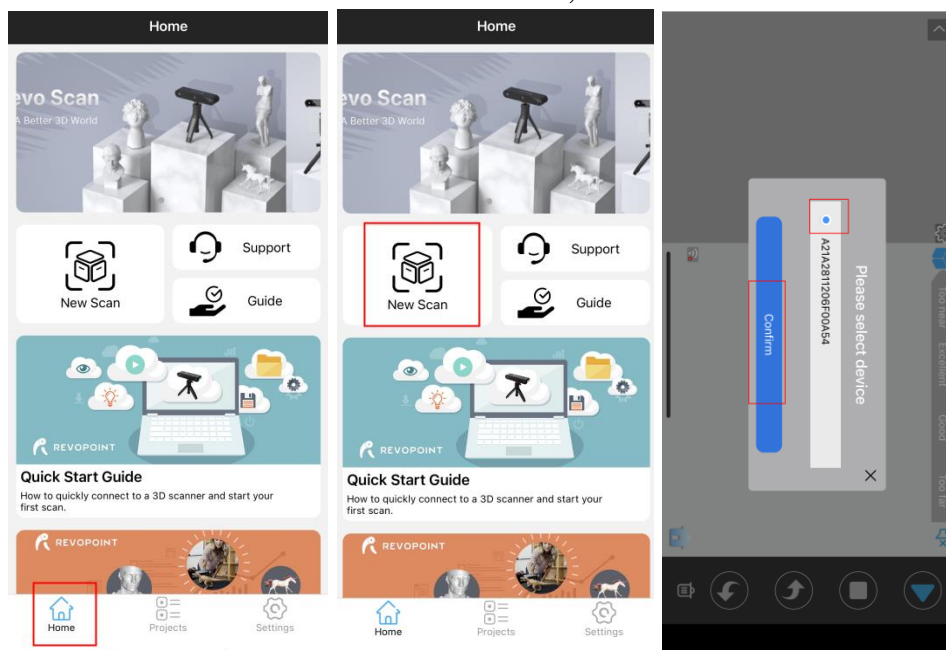 Home
evo Scan
A Better 3D World
New Scan
Support
Guide
REVOPOINT
Quick Start Guide
How to quickly connect to a 3D scanner and start your
first scan.
REVOPOINT
Home
Projects
Settings
Home
evo Scan
A Better 3D World
New Scan
Support
Guide
REVOPOINT
Quick Start Guide
How to quickly connect to a 3D scanner and start your
first scan.
REVOPOINT
Home
Projects
Settings
Please select device
A21A2811206F00A54
Confirm
Too near
Excellent
Good
Too far